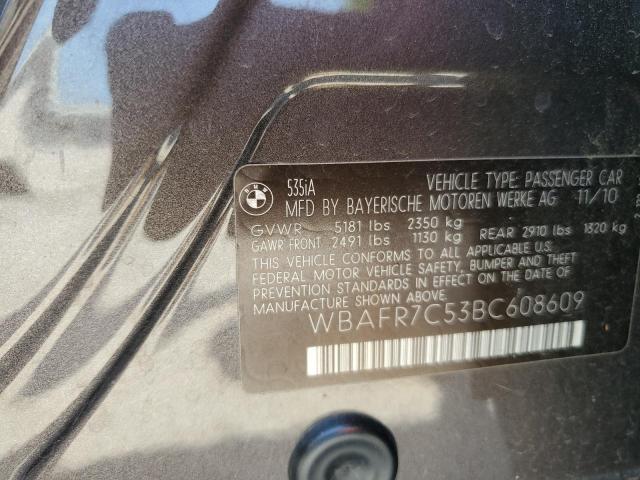 BMW
535iA
VEHICLE TYPE: PASSENGER CAR
MFD BY BAYERISCHE MOTOREN WERKE AG 11/10
GVWR 5181 lbs 2350 kg
GAWR FRONT 2491 lbs 1130 kg REAR 2910 lbs 1320 kg
THIS VEHICLE CONFORMS TO ALL APPLICABLE U.S.
FEDERAL MOTOR VEHICLE SAFETY, BUMPER AND THEFT
PREVENTION STANDARDS IN EFFECT ON THE DATE OF
MANUFACTURE SHOWN ABOVE.
WBAFR7C53BC608609